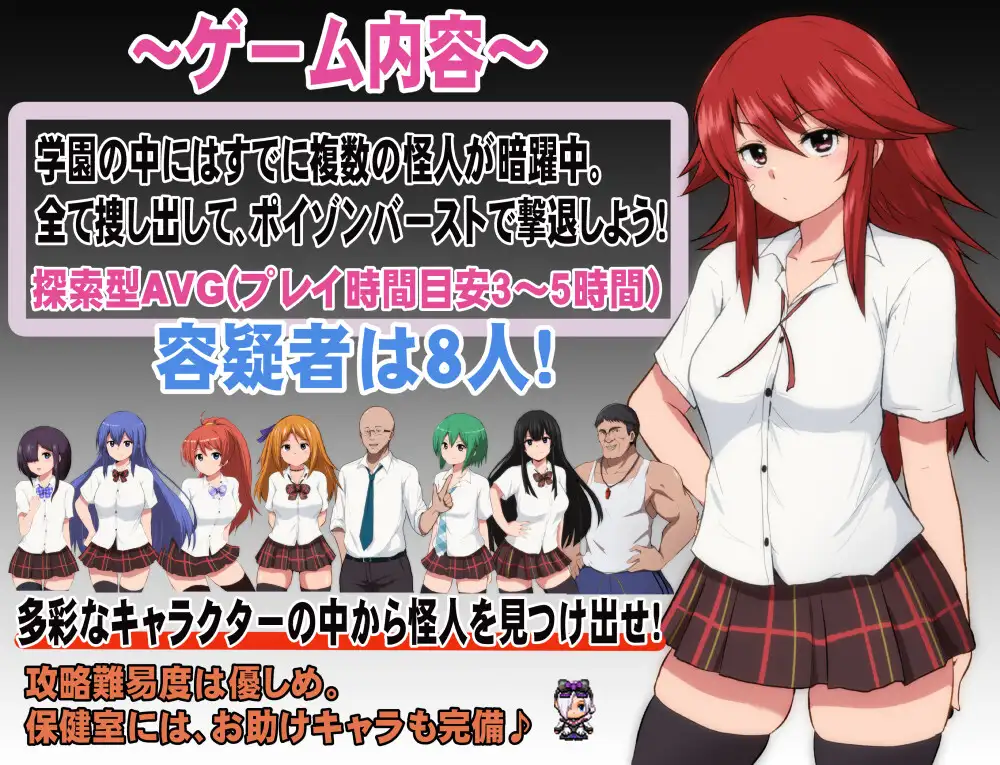 ～ゲーム内容～
学園の中にはすでに複数の怪人が暗躍中。
全て捜し出して、ポイゾンバーストで撃退しよう!
探索型AVG(プレイ時間目安3～5時間)
容疑者は8人!
多彩なキャラクターの中から怪人を見つけ出せ!
攻略難易度は優しめ。
保健室には、お助けキャラも完備♪